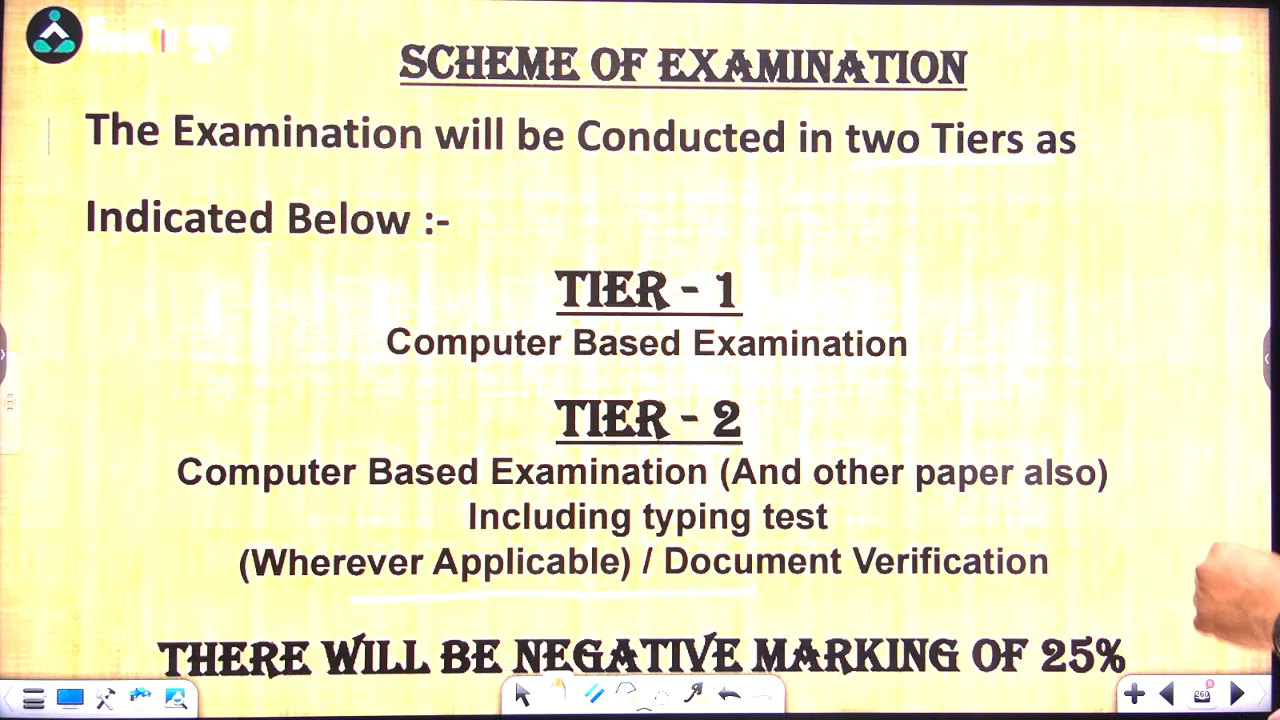 SCHEME OF EXAMINATION
The Examination will be Conducted in two Tiers as
Indicated Below :-
TIER - 1
Computer Based Examination
TIER - 2
Computer Based Examination (And other paper also)
Including typing test
(Wherever Applicable) / Document Verification
THERE WILL BE NEGATIVE MARKING OF 25%
269